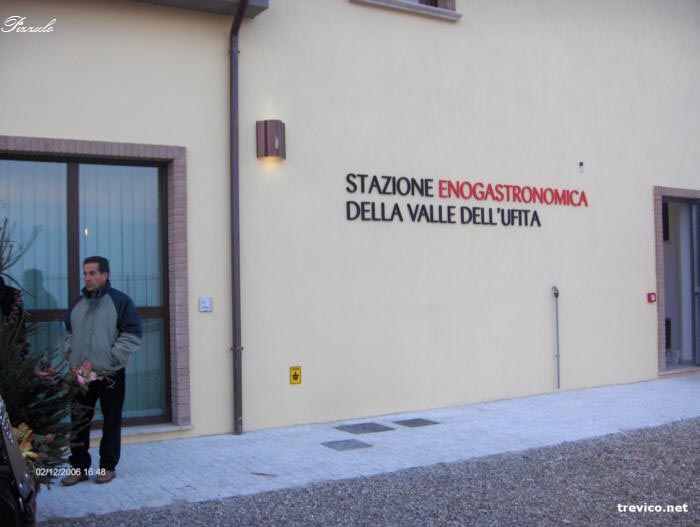 Pizzulo
STAZIONE ENOGASTRONOMICA
DELLA VALLE DELL'UFITA
02/12/2006 16:48
trevico.net